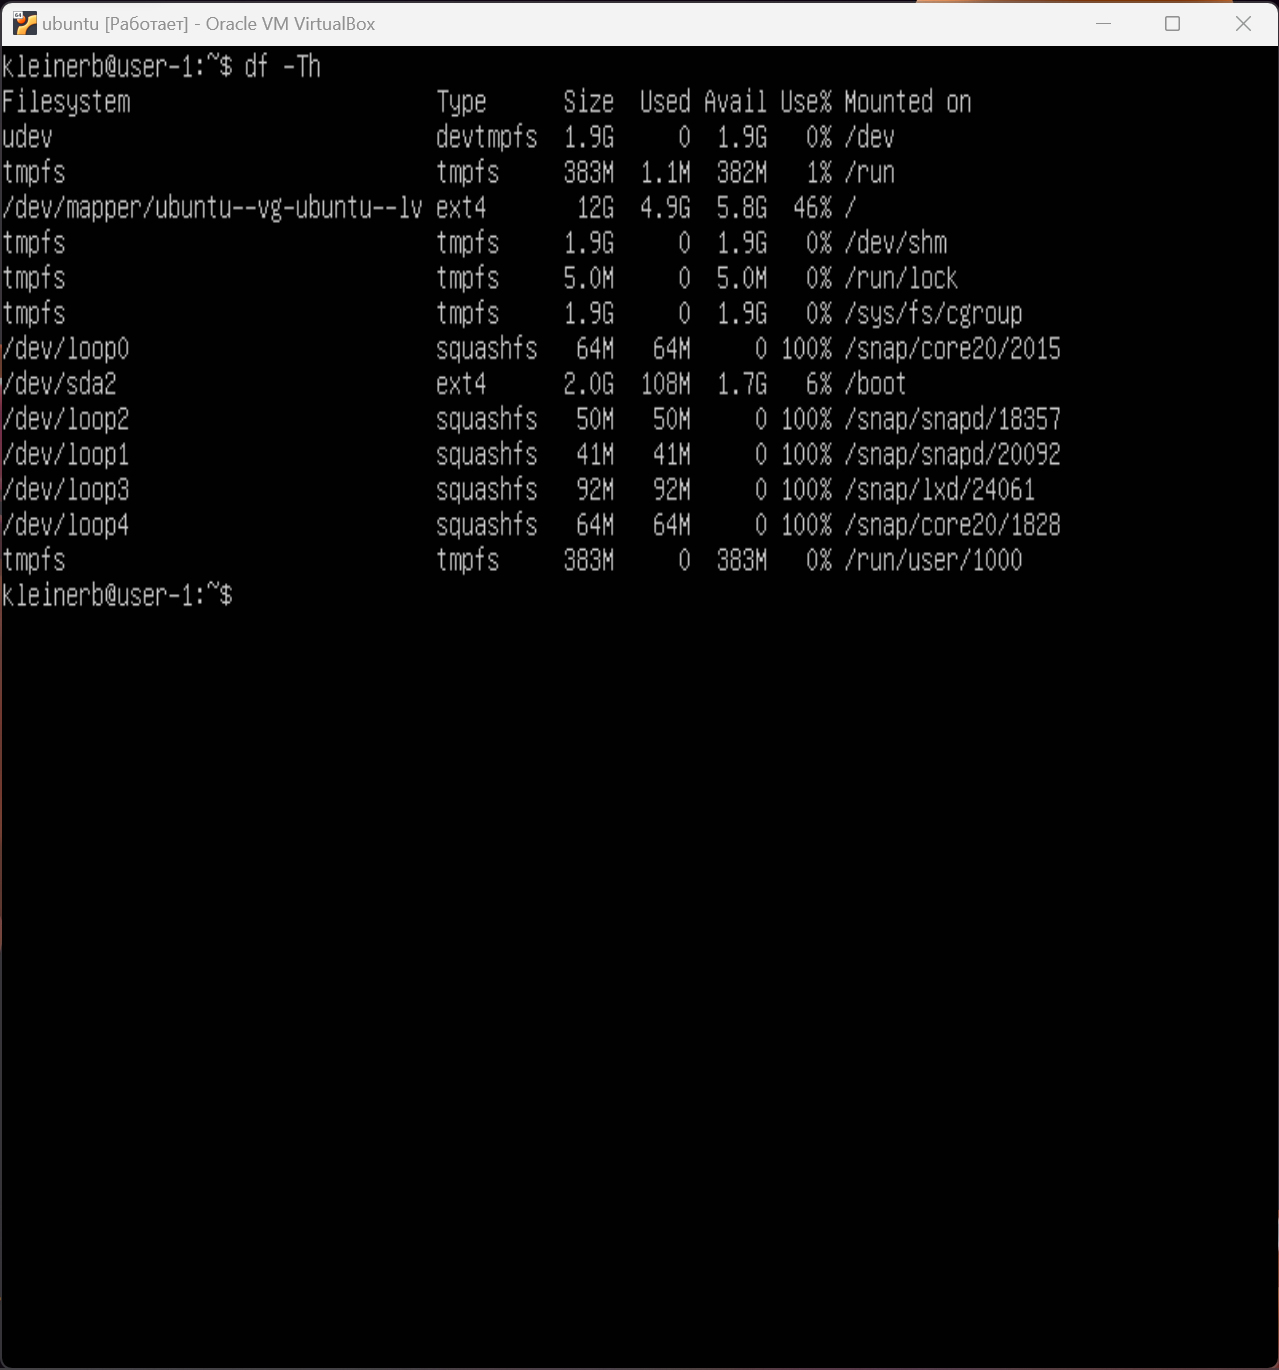 ubuntu [Работает] - Oracle VM VirtualBox
kleinerb@user-1:~$ df -Th
Filesystem Type Size Used Avail Use% Mounted on
udev devtmpfs 1.9G 0 1.9G 0% /dev
tmpfs tmpfs 383M 1.1M 382M 1% /run
/dev/mapper/ubuntu--vg-ubuntu--lv ext4 12G 4.9G 5.8G 46% /
tmpfs tmpfs 1.9G 0 1.9G 0% /dev/shm
tmpfs tmpfs 5.0M 0 5.0M 0% /run/lock
tmpfs tmpfs 1.9G 0 1.9G 0% /sys/fs/cgroup
/dev/loop0 squashfs 64M 64M 0 100% /snap/core20/2015
/dev/sda2 ext4 2.0G 108M 1.7G 6% /boot
/dev/loop2 squashfs 50M 50M 0 100% /snap/snapd/18357
/dev/loop1 squashfs 41M 41M 0 100% /snap/snapd/20092
/dev/loop3 squashfs 92M 92M 0 100% /snap/lxd/24061
/dev/loop4 squashfs 64M 64M 0 100% /snap/core20/1828
tmpfs tmpfs 383M 0 383M 0% /run/user/1000
kleinerb@user-1:~$